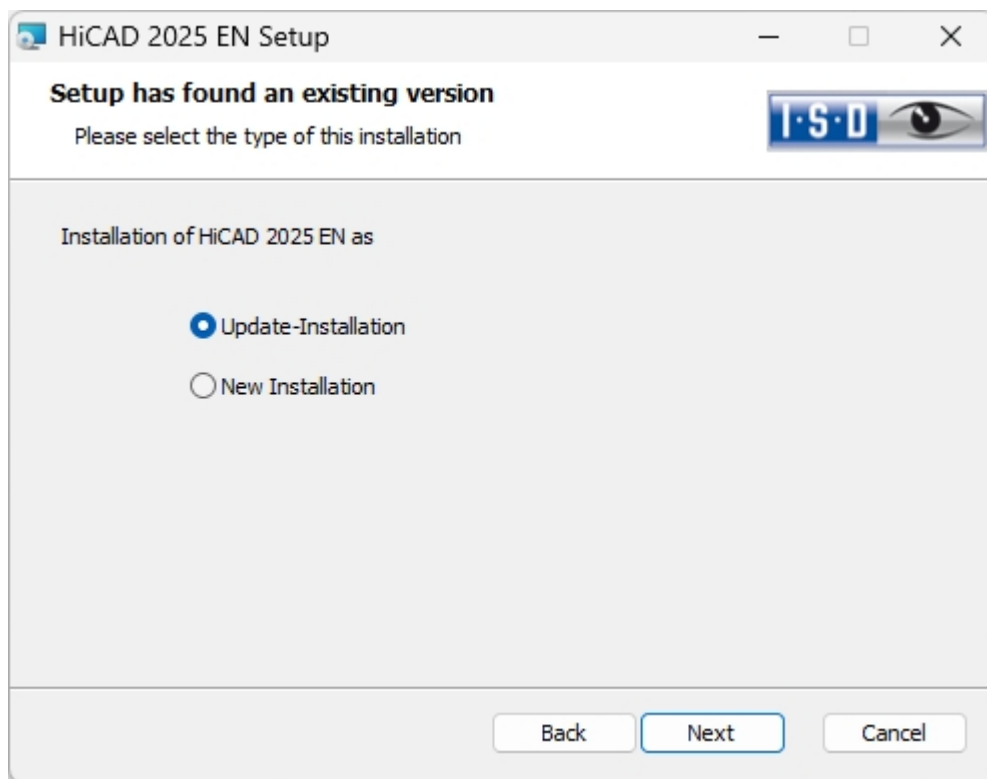 HiCAD 2025 EN Setup
Setup has found an existing version
Please select the type of this installation
I·S·D
Installation of HiCAD 2025 EN as
Update-Installation
New Installation
Back Next Cancel